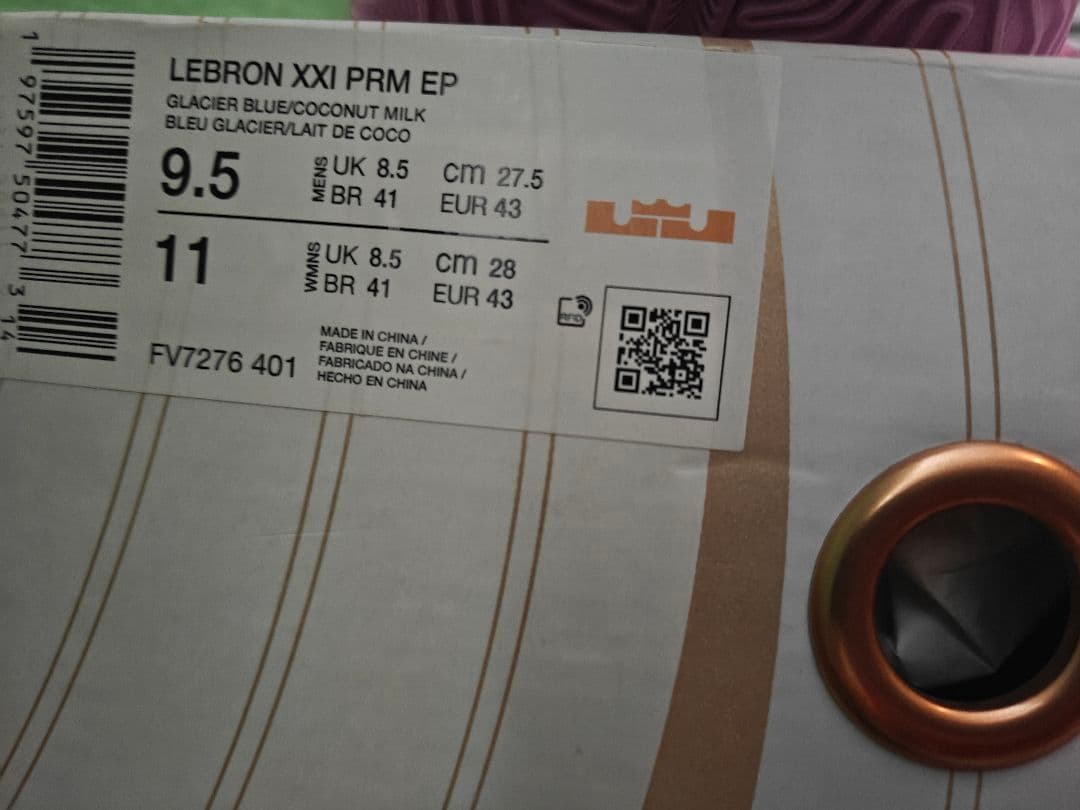 LEBRON XXI PRM EP
GLACIER BLUE/COCONUT MILK
BLEU GLACIER/LAIT DE COCO
9.5 MENS UK 8.5 cm 27.5
BR 41 EUR 43
11 WMNS UK 8.5 cm 28
BR 41 EUR 43
FV7276 401
MADE IN CHINA /
FABRIQUE EN CHINE /
FABRICADO NA CHINA /
HECHO EN CHINA
RFID
1 97597 50477 3 14